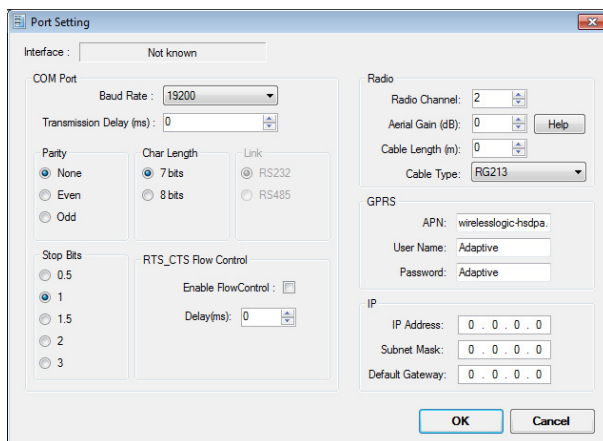 Port Setting
Interface : Not known
COM Port
Baud Rate : 19200
Transmission Delay (ms) : 0
Parity
None
Even
Odd
Char Length
7 bits
8 bits
Link
RS232
RS485
Stop Bits
0.5
1
1.5
2
3
RTS_CTS Flow Control
Enable FlowControl :
Delay(ms): 0
Radio
Radio Channel: 2
Aerial Gain (dB): 0 Help
Cable Length (m): 0
Cable Type: RG213
GPRS
APN: wirelesslogic-hsdpa.
User Name: Adaptive
Password: Adaptive
IP
IP Address: 0 . 0 . 0 . 0
Subnet Mask: 0 . 0 . 0 . 0
Default Gateway: 0 . 0 . 0 . 0
OK Cancel